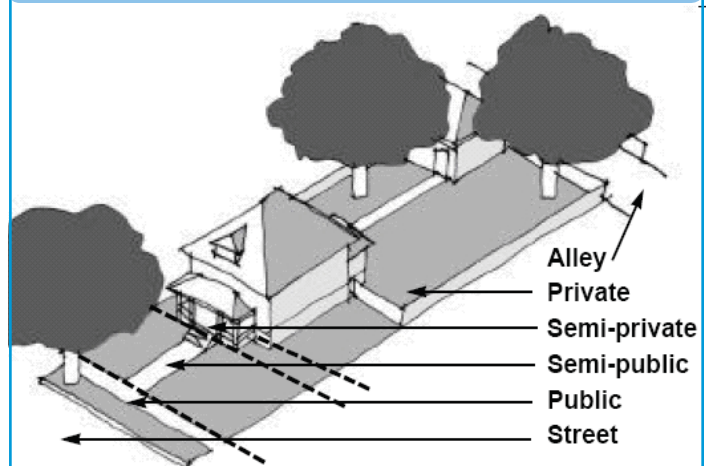 Alley
Private
Semi-private
Semi-public
Public
Street